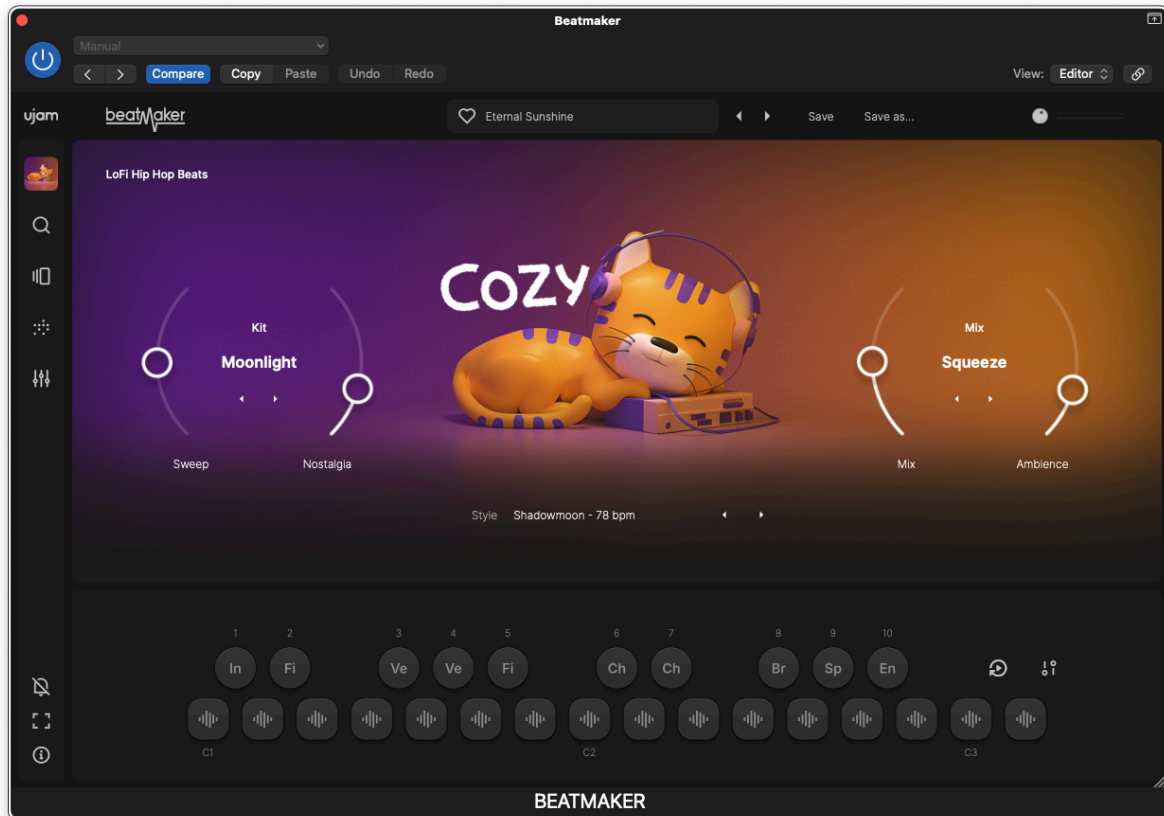 Beatmaker
Manual
Compare Copy Paste Undo Redo View: Editor
ujam beatMaker Eternal Sunshine Save Save as...
LoFi Hip Hop Beats
COZY
Kit Mix
Moonlight Squeeze
Sweep Nostalgia Mix Ambience
Style Shadowmoon - 78 bpm
1 2 3 4 5 6 7 8 9 10
In Fi Ve Ve Fi Ch Ch Br Sp En
C1 C2 C3
BEATMAKER